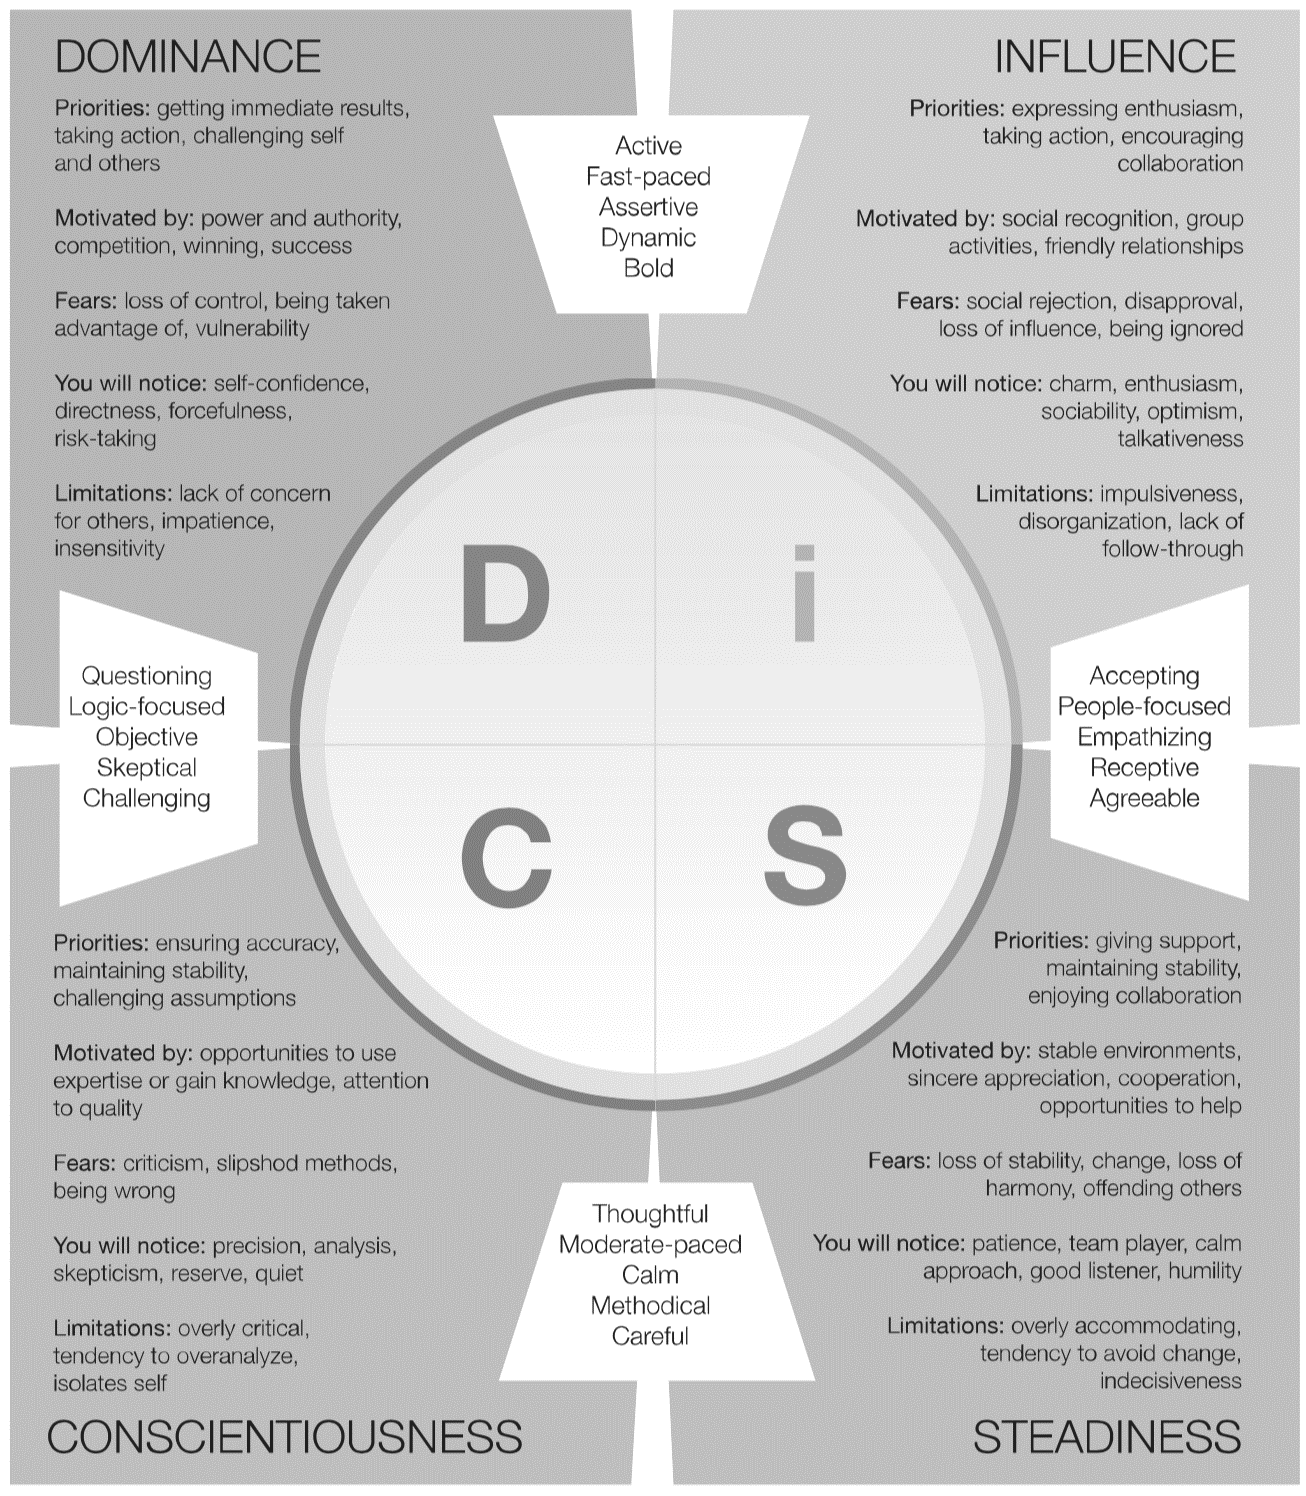 DOMINANCE
Priorities: getting immediate results,
taking action, challenging self
and others
Motivated by: power and authority,
competition, winning, success
Fears: loss of control, being taken
advantage of, vulnerability
You will notice: self-confidence,
directness, forcefulness,
risk-taking
Limitations: lack of concern
for others, impatience,
insensitivity
Active
Fast-paced
Assertive
Dynamic
Bold
INFLUENCE
Priorities: expressing enthusiasm,
taking action, encouraging
collaboration
Motivated by: social recognition, group
activities, friendly relationships
Fears: social rejection, disapproval,
loss of influence, being ignored
You will notice: charm, enthusiasm,
sociability, optimism,
talkativeness
Limitations: impulsiveness,
disorganization, lack of
follow-through
D
i
Questioning
Logic-focused
Objective
Skeptical
Challenging
Accepting
People-focused
Empathizing
Receptive
Agreeable
C
S
Priorities: ensuring accuracy,
maintaining stability,
challenging assumptions
Motivated by: opportunities to use
expertise or gain knowledge, attention
to quality
Fears: criticism, slipshod methods,
being wrong
You will notice: precision, analysis,
skepticism, reserve, quiet
Limitations: overly critical,
tendency to overanalyze,
isolates self
CONSCIENTIOUSNESS
Thoughtful
Moderate-paced
Calm
Methodical
Careful
Priorities: giving support,
maintaining stability,
enjoying collaboration
Motivated by: stable environments,
sincere appreciation, cooperation,
opportunities to help
Fears: loss of stability, change, loss of
harmony, offending others
You will notice: patience, team player, calm
approach, good listener, humility
Limitations: overly accommodating,
tendency to avoid change,
indecisiveness
STEADINESS